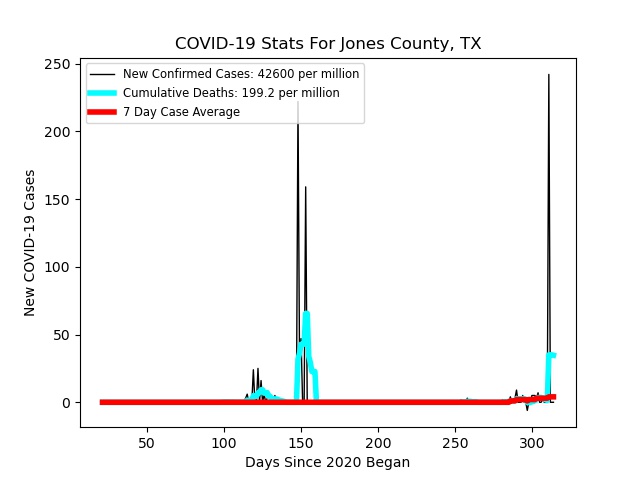 COVID-19 Stats For Jones County, TX
New Confirmed Cases: 42600 per million
Cumulative Deaths: 199.2 per million
7 Day Case Average
New COVID-19 Cases
250
200
150
100
50
0
50 100 150 200 250 300
Days Since 2020 Began